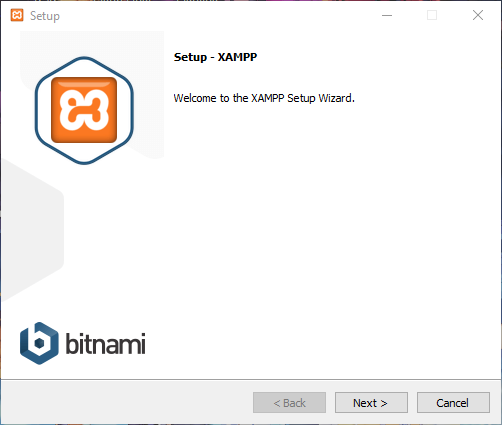 Setup
Setup - XAMPP
Welcome to the XAMPP Setup Wizard.
bitnami
< Back
Next >
Cancel